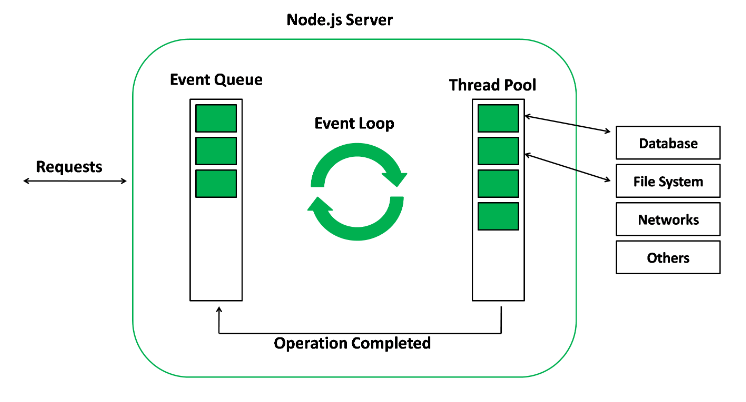 Node.js Server
Event Queue
Thread Pool
Event Loop
Requests
Database
File System
Networks
Others
Operation Completed